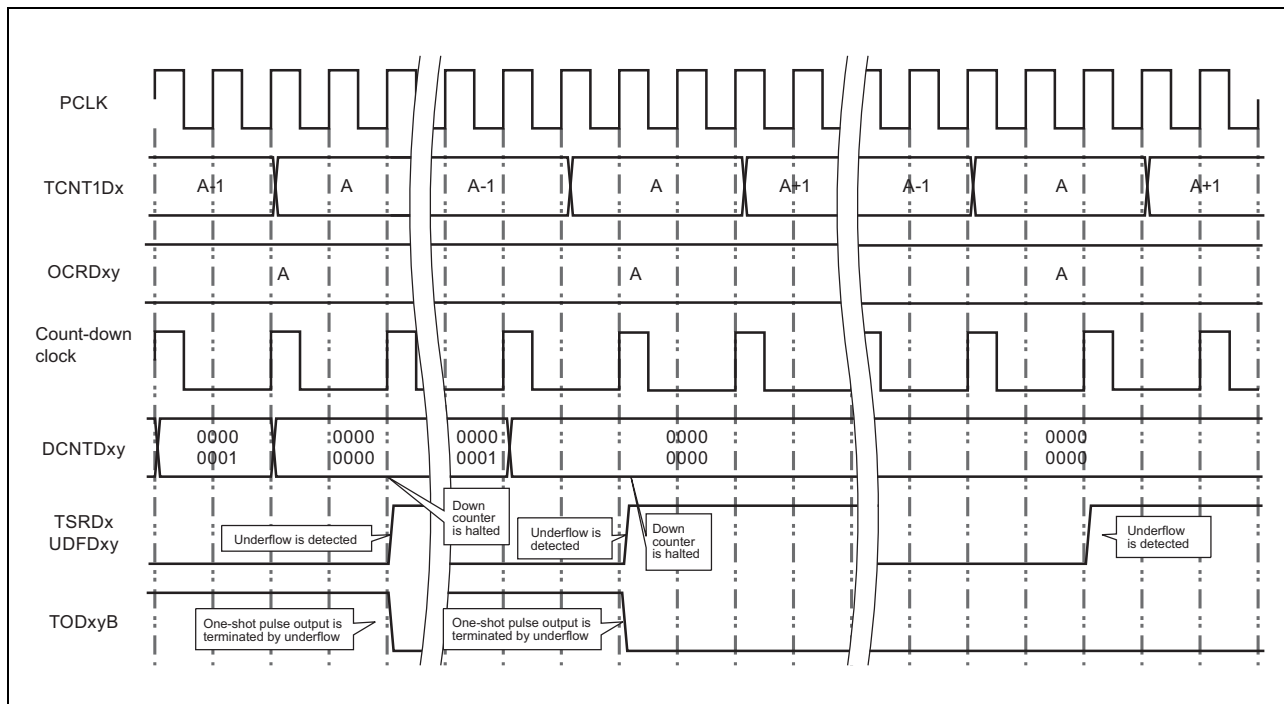 PCLK
TCNT1Dx
A-1
A
A-1
A
A+1
A-1
A
A+1
OCRDxy
A
A
A
Count-down
clock
DCNTDxy
0000
0001
0000
0000
0000
0001
0000
0000
0000
0000
TSRDx
UDFDxy
Underflow is detected
Down
counter
is halted
Underflow is
detected
Down
counter
is halted
Underflow
is detected
TODxyB
One-shot pulse output is
terminated by underflow
One-shot pulse output is
terminated by underflow